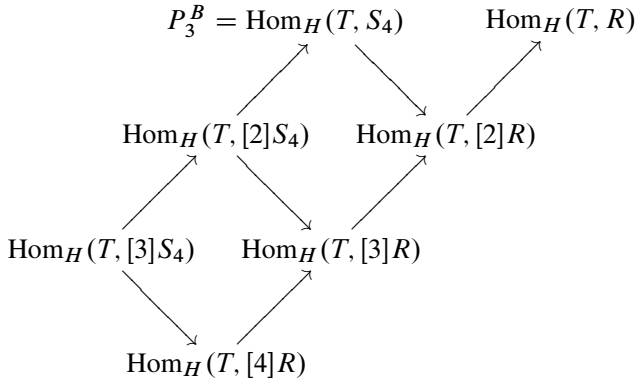 P_3^B = Hom_H(T, S_4) Hom_H(T, R)
Hom_H(T, [2]S_4) Hom_H(T, [2]R)
Hom_H(T, [3]S_4) Hom_H(T, [3]R)
Hom_H(T, [4]R)